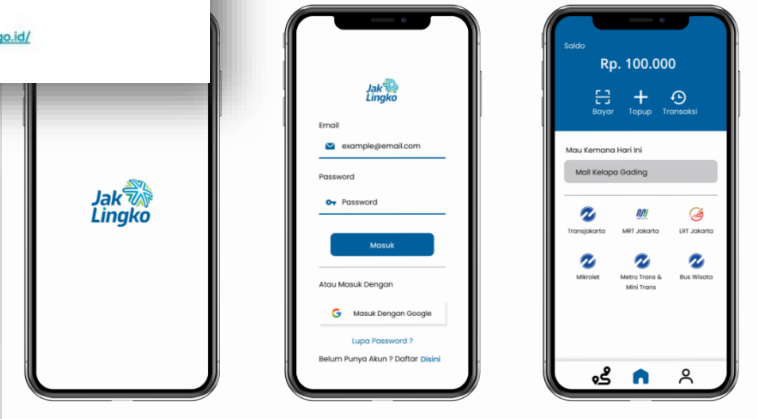 go.id/
Jak
Lingko
Jak
Lingko
Email
example@email.com
Password
Password
Masuk
Atau Masuk Dengan
Masuk Dengan Google
Lupa Password ?
Belum Punya Akun ? Daftar Disini
Saldo
Rp. 100.000
Bayar Topup Transaksi
Mau Kemana Hari Ini
Mall Kelapa Gading
Transjakarta MRT Jakarta LRT Jakarta
Mikrolet Metro Trans & Bus Wisata
Mini Trans